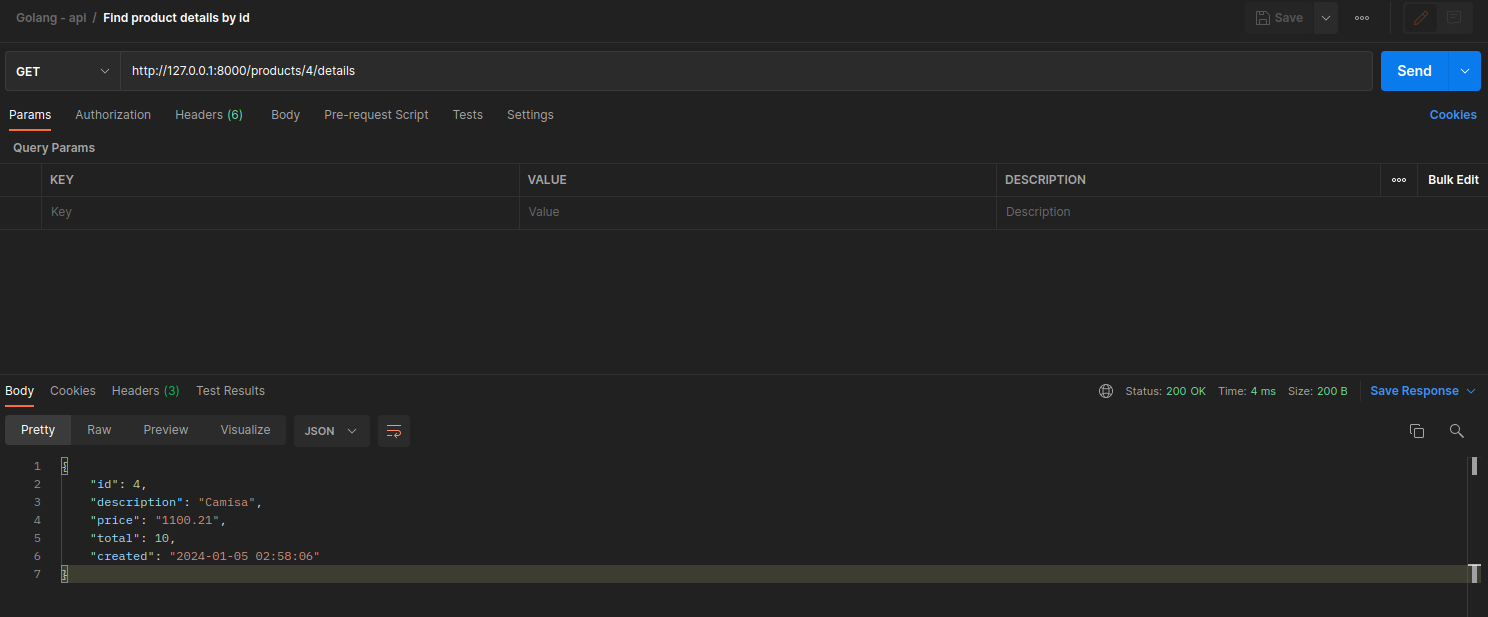 Golang - api / Find product details by id
Save
GET http://127.0.0.1:8000/products/4/details Send
Params Authorization Headers (6) Body Pre-request Script Tests Settings Cookies
Query Params
KEY VALUE DESCRIPTION Bulk Edit
Key Value Description
Body Cookies Headers (3) Test Results Status: 200 OK Time: 4 ms Size: 200 B Save Response
Pretty Raw Preview Visualize JSON
1 {
2 "id": 4,
3 "description": "Camisa",
4 "price": "1100.21",
5 "total": 10,
6 "created": "2024-01-05 02:58:06"
7 }